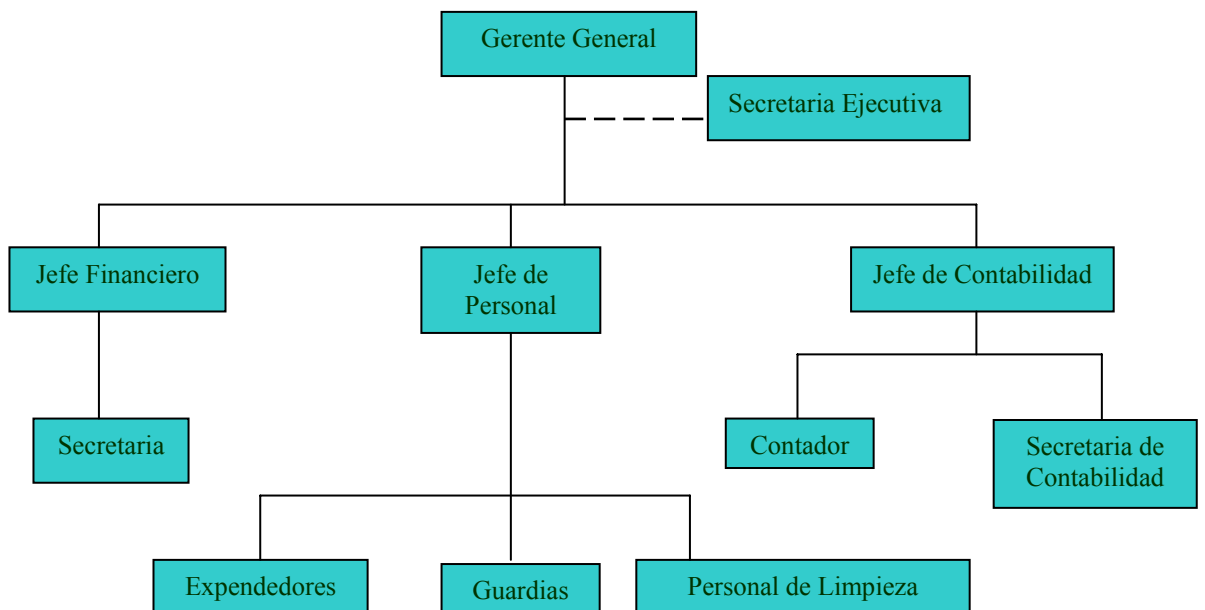 Gerente General
Secretaria Ejecutiva
Jefe Financiero
Jefe de
Personal
Jefe de Contabilidad
Secretaria
Contador
Secretaria de
Contabilidad
Expendedores
Guardias
Personal de Limpieza